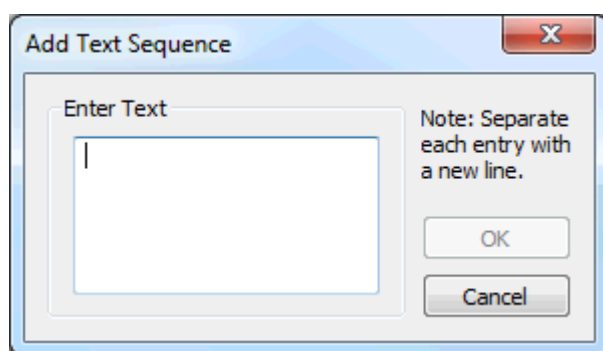 Add Text Sequence
Enter Text
Note: Separate
each entry with
a new line.
OK
Cancel